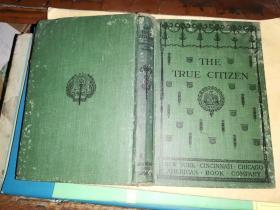 THE
TRUE CITIZEN
NEW YORK · CINCINNATI · CHICAGO
AMERICAN · BOOK · COMPANY